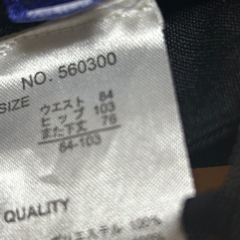 NO. 560300
SIZE
ウエスト 84
ヒップ 103
また下丈 76
84-103
QUALITY
ポリエステル 100%